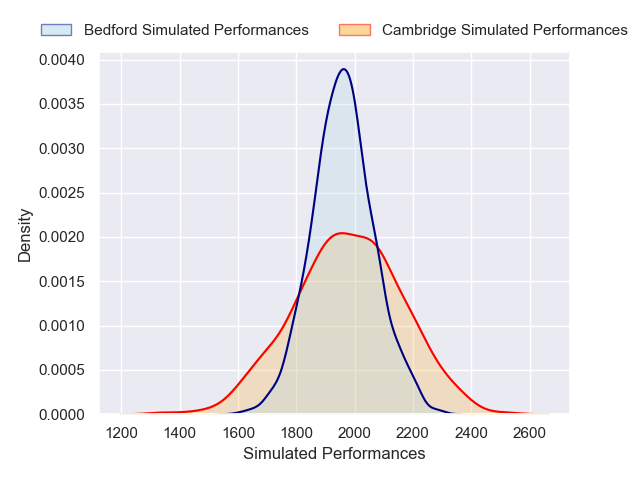 Bedford Simulated Performances Cambridge Simulated Performances
0.0040
0.0035
0.0030
0.0025
0.0020
0.0015
0.0010
0.0005
0.0000
Density
1200 1400 1600 1800 2000 2200 2400 2600
Simulated Performances